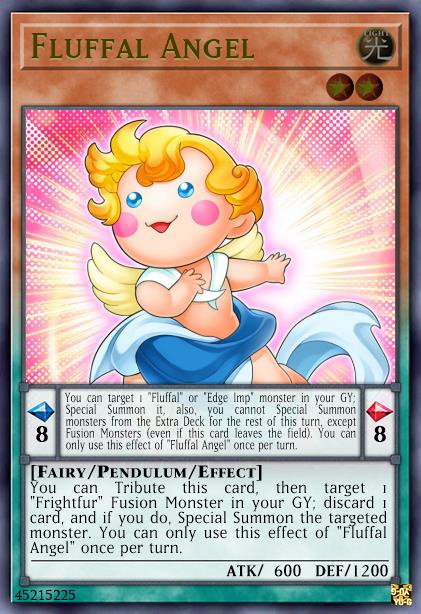 Fluffal Angel
LIGHT
光
You can target 1 "Fluffal" or "Edge Imp" monster in your GY;
Special Summon it, also, you cannot Special Summon
monsters from the Extra Deck for the rest of this turn, except
Fusion Monsters (even if this card leaves the field). You can
only use this effect of "Fluffal Angel" once per turn.
8
8
[Fairy/Pendulum/Effect]
You can Tribute this card, then target 1
"Frightfur" Fusion Monster in your GY; discard 1
card, and if you do, Special Summon the targeted
monster. You can only use this effect of "Fluffal
Angel" once per turn.
ATK/ 600 DEF/1200
45215225